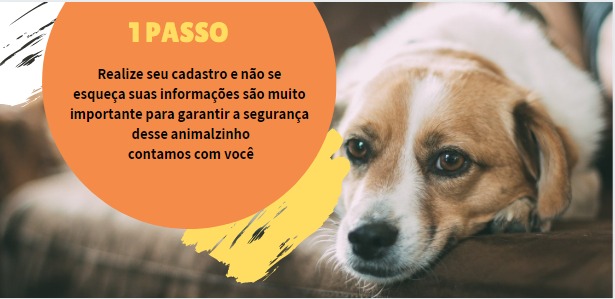 1 PASSO
Realize seu cadastro e não se
esqueça suas informações são muito
importante para garantir a segurança
desse animalzinho
contamos com você